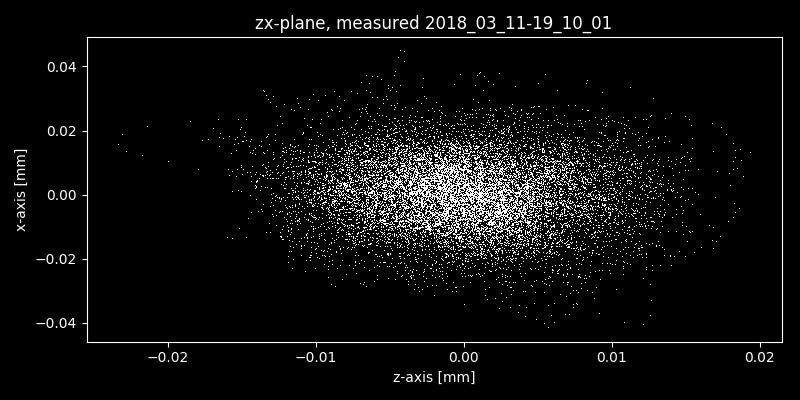 zx-plane, measured 2018_03_11-19_10_01
0.04
0.02
0.00
−0.02
−0.04
x-axis [mm]
−0.02 −0.01 0.00 0.01 0.02
z-axis [mm]